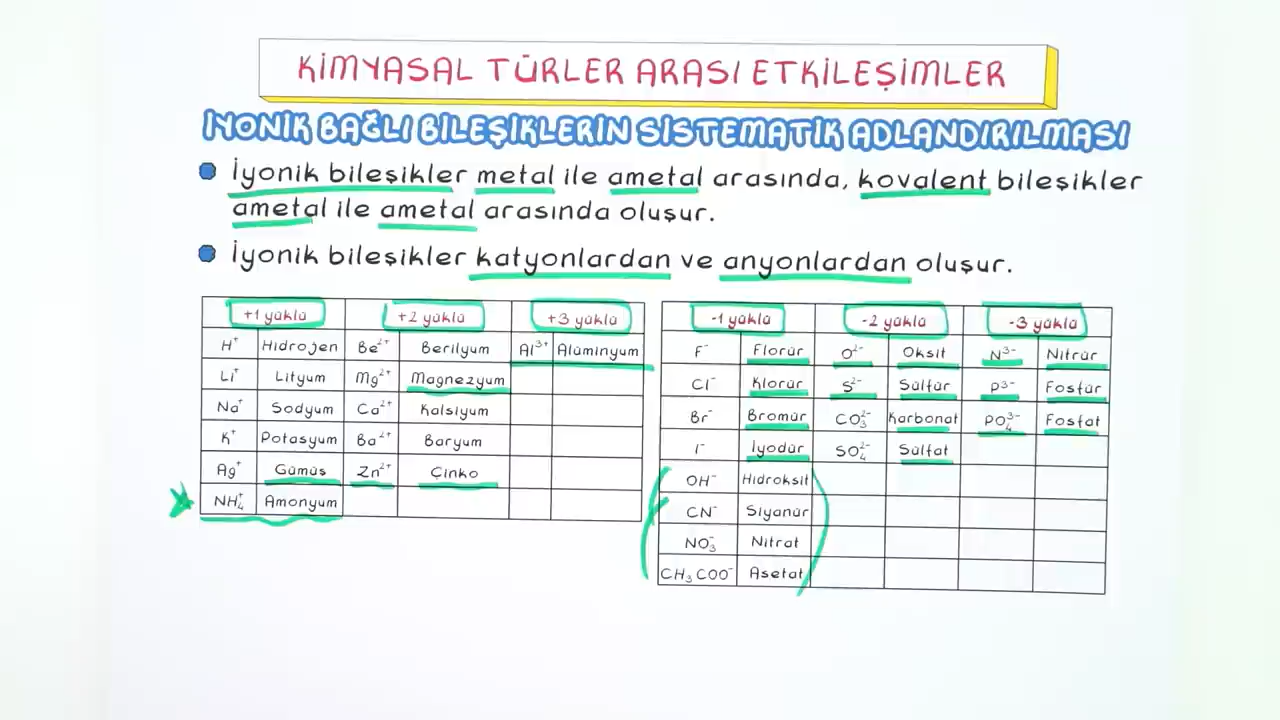 KİMYASAL TÜRLER ARASI ETKİLEŞİMLER
İYONİK BAĞLI BİLEŞİKLERİN SİSTEMATİK ADLANDIRILMASI
İyonik bileşikler metal ile ametal arasında, kovalent bileşikler
ametal ile ametal arasında oluşur.
İyonik bileşikler katyonlardan ve anyonlardan oluşur.
+1 yüklü +2 yüklü +3 yüklü
H⁺ Hidrojen Be²⁺ Berilyum Al³⁺ Alüminyum
Li⁺ Lityum Mg²⁺ Magnezyum
Na⁺ Sodyum Ca²⁺ Kalsiyum
K⁺ Potasyum Ba²⁺ Baryum
Ag⁺ Gümüş Zn²⁺ Çinko
NH₄⁺ Amonyum
-1 yüklü -2 yüklü -3 yüklü
F⁻ Florür O²⁻ Oksit N³⁻ Nitrür
Cl⁻ Klorür S²⁻ Sülfür P³⁻ Fosfür
Br⁻ Bromür CO₃²⁻ Karbonat PO₄³⁻ Fosfat
I⁻ İyodür SO₄²⁻ Sülfat
OH⁻ Hidroksit
CN⁻ Siyanür
NO₃⁻ Nitrat
CH₃COO⁻ Asetat